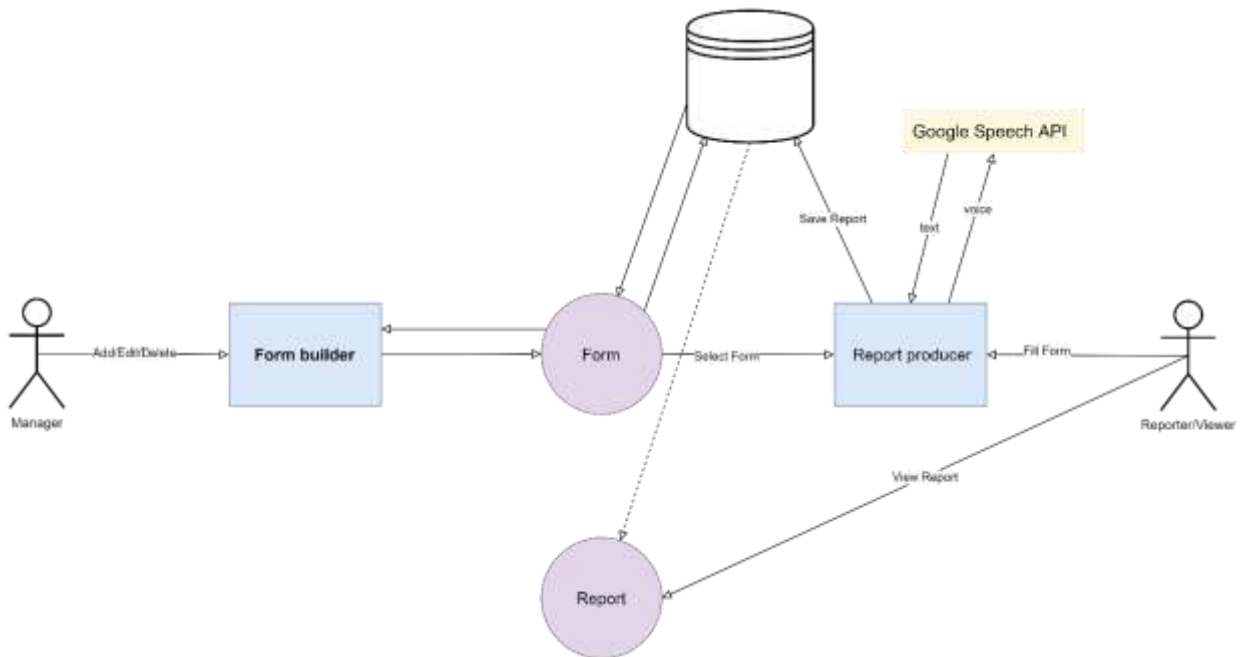 Google Speech API
Save Report
text
voice
Add/Edit/Delete
Form builder
Form
Select Form
Report producer
Fill Form
Manager
Reporter/Viewer
View Report
Report